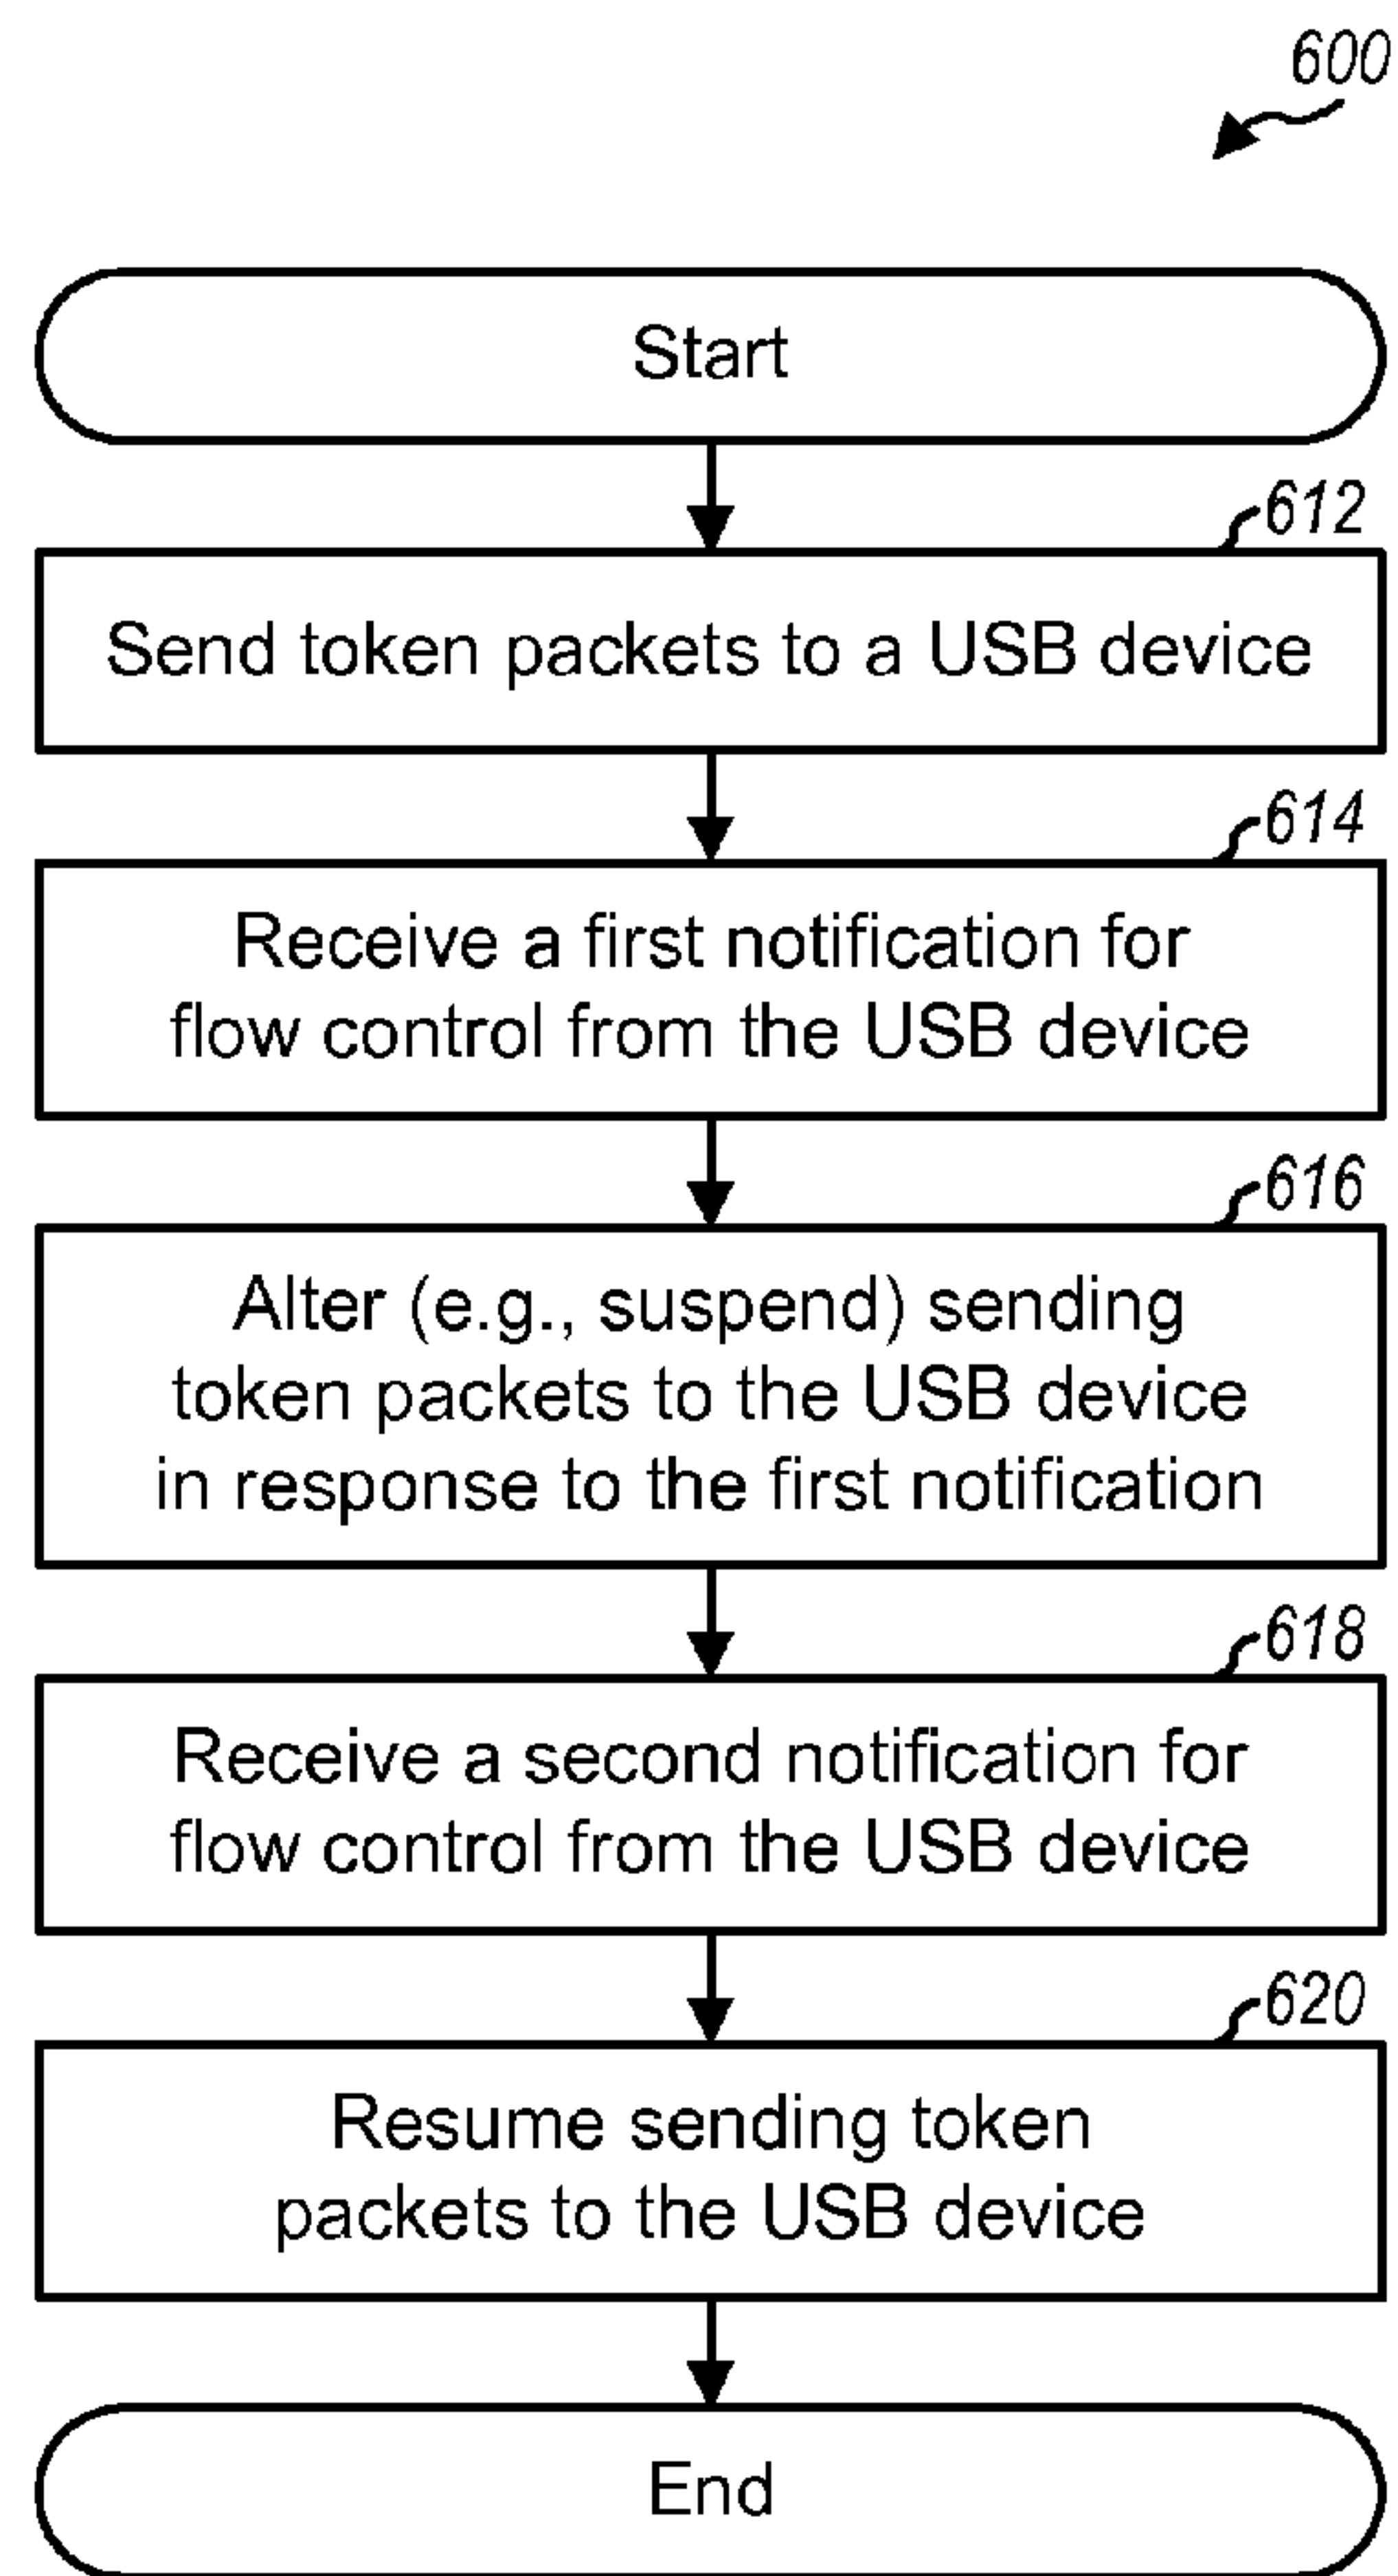 600
Start
612
Send token packets to a USB device
614
Receive a first notification for
flow control from the USB device
616
Alter (e.g., suspend) sending
token packets to the USB device
in response to the first notification
618
Receive a second notification for
flow control from the USB device
620
Resume sending token
packets to the USB device
End